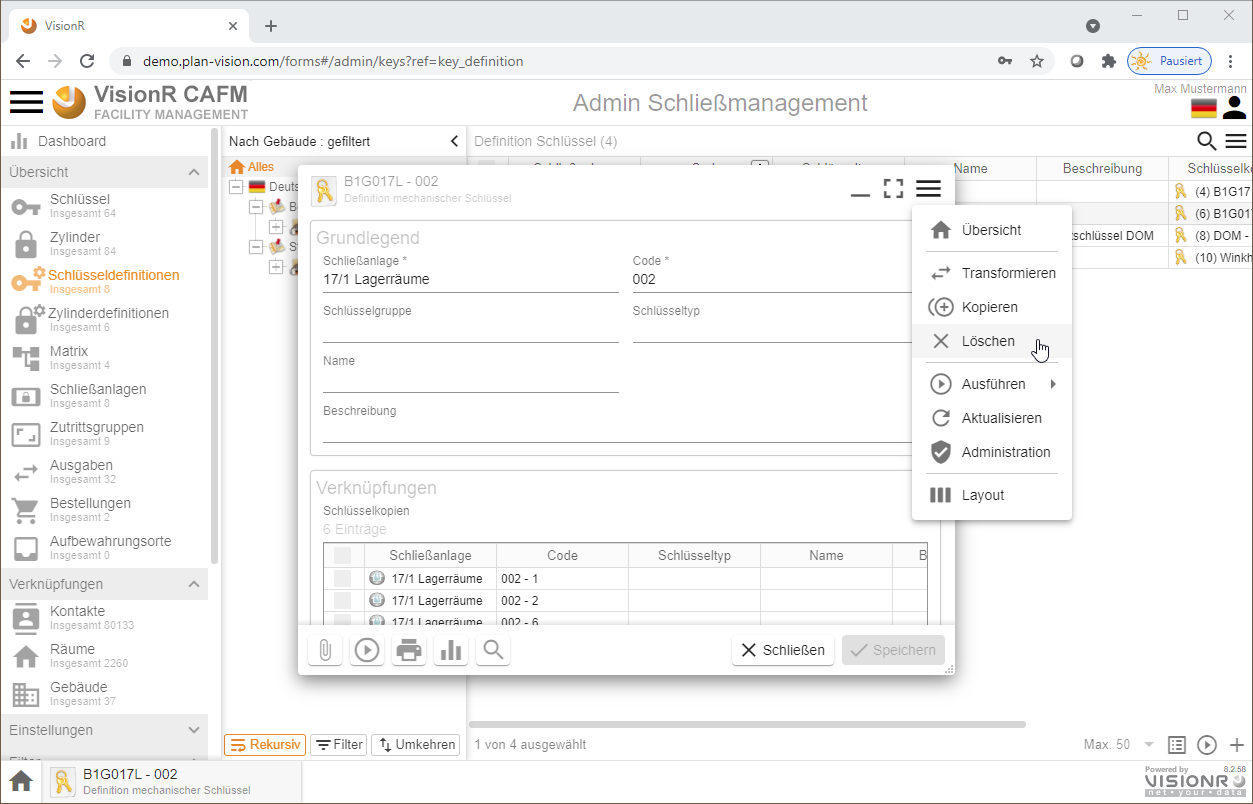 VisionR
demo.plan-vision.com/forms#/admin/keys?ref=key_definition
Pausiert
VisionR CAFM
FACILITY MANAGEMENT
Admin Schließmanagement
Max Mustermann
Dashboard
Übersicht
Schlüssel
Insgesamt 64
Zylinder
Insgesamt 84
Schlüsseldefinitionen
Insgesamt 8
Zylinderdefinitionen
Insgesamt 6
Matrix
Insgesamt 4
Schließanlagen
Insgesamt 8
Zutrittsgruppen
Insgesamt 9
Ausgaben
Insgesamt 32
Bestellungen
Insgesamt 2
Aufbewahrungsorte
Insgesamt 0
Verknüpfungen
Kontakte
Insgesamt 80133
Räume
Insgesamt 2260
Gebäude
Insgesamt 37
Einstellungen
Nach Gebäude : gefiltert
Alles
Deuts
B
S
Rekursiv
Filter
Umkehren
Definition Schlüssel (4)
Name
Beschreibung
Schlüsselko
(4) B1G17
(6) B1G017
tschlüssel DOM
(8) DOM -
(10) Winkh
B1G017L - 002
Definition mechanischer Schlüssel
Grundlegend
Schließanlage *
Code *
17/1 Lagerräume
002
Schlüsselgruppe
Schlüsseltyp
Name
Beschreibung
Verknüpfungen
Schlüsselkopien
6 Einträge
Schließanlage
Code
Schlüsseltyp
Name
B
17/1 Lagerräume
002 - 1
17/1 Lagerräume
002 - 2
17/1 Lagerräume
002 - 6
Schließen
Speichern
Übersicht
Transformieren
Kopieren
Löschen
Ausführen
Aktualisieren
Administration
Layout
1 von 4 ausgewählt
Max. 50
B1G017L - 002
Definition mechanischer Schlüssel
Powered by
8.2.58
VISIONR
net • your • data